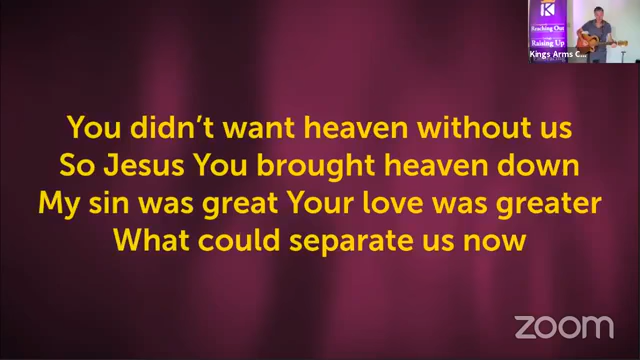 K
Reaching Out
Raising Up
Kings Arms C...
You didn't want heaven without us
So Jesus You brought heaven down
My sin was great Your love was greater
What could separate us now
zoom